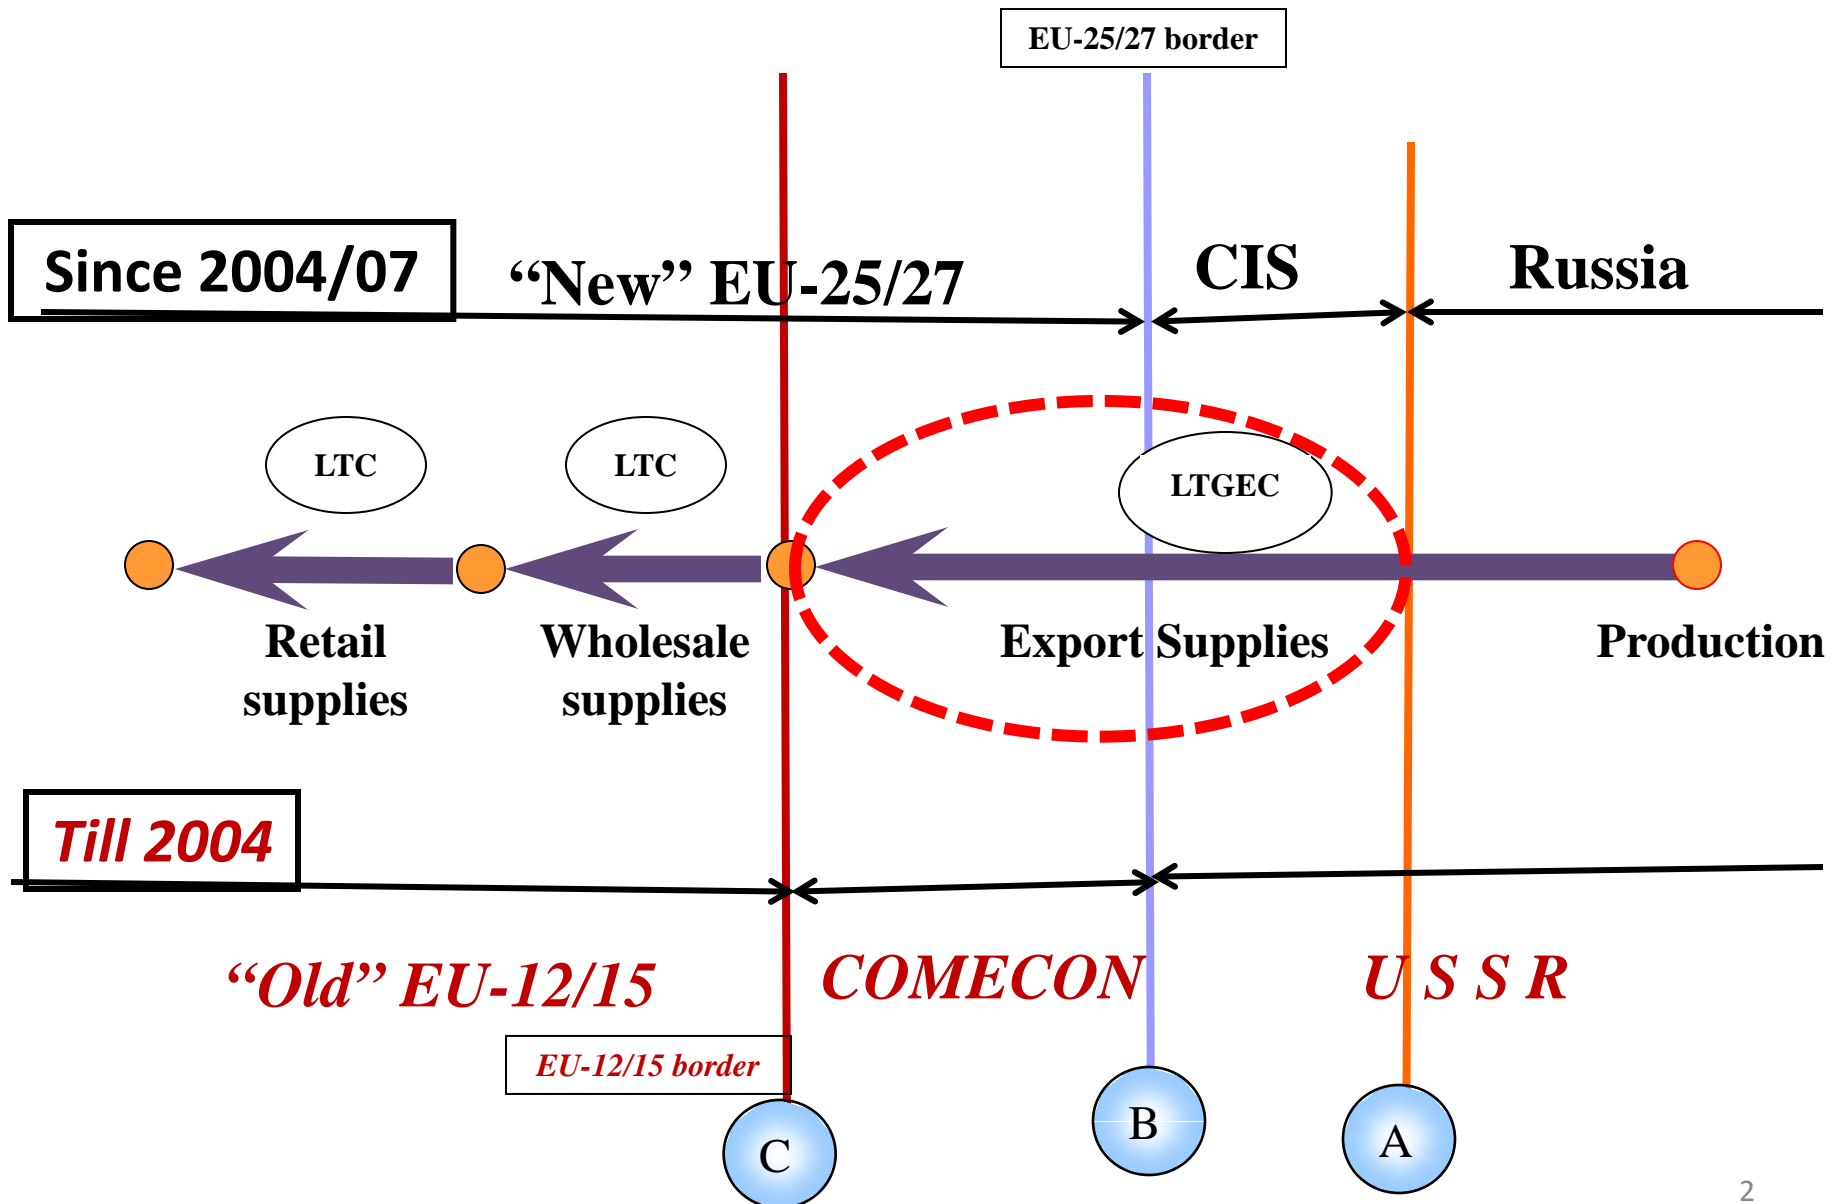 EU-25/27 border
Since 2004/07
“New” EU-25/27
CIS
Russia
LTC
LTC
LTGEC
Retail
supplies
Wholesale
supplies
Export Supplies
Production
Till 2004
“Old” EU-12/15
COMECON
U S S R
EU-12/15 border
C
B
A
2